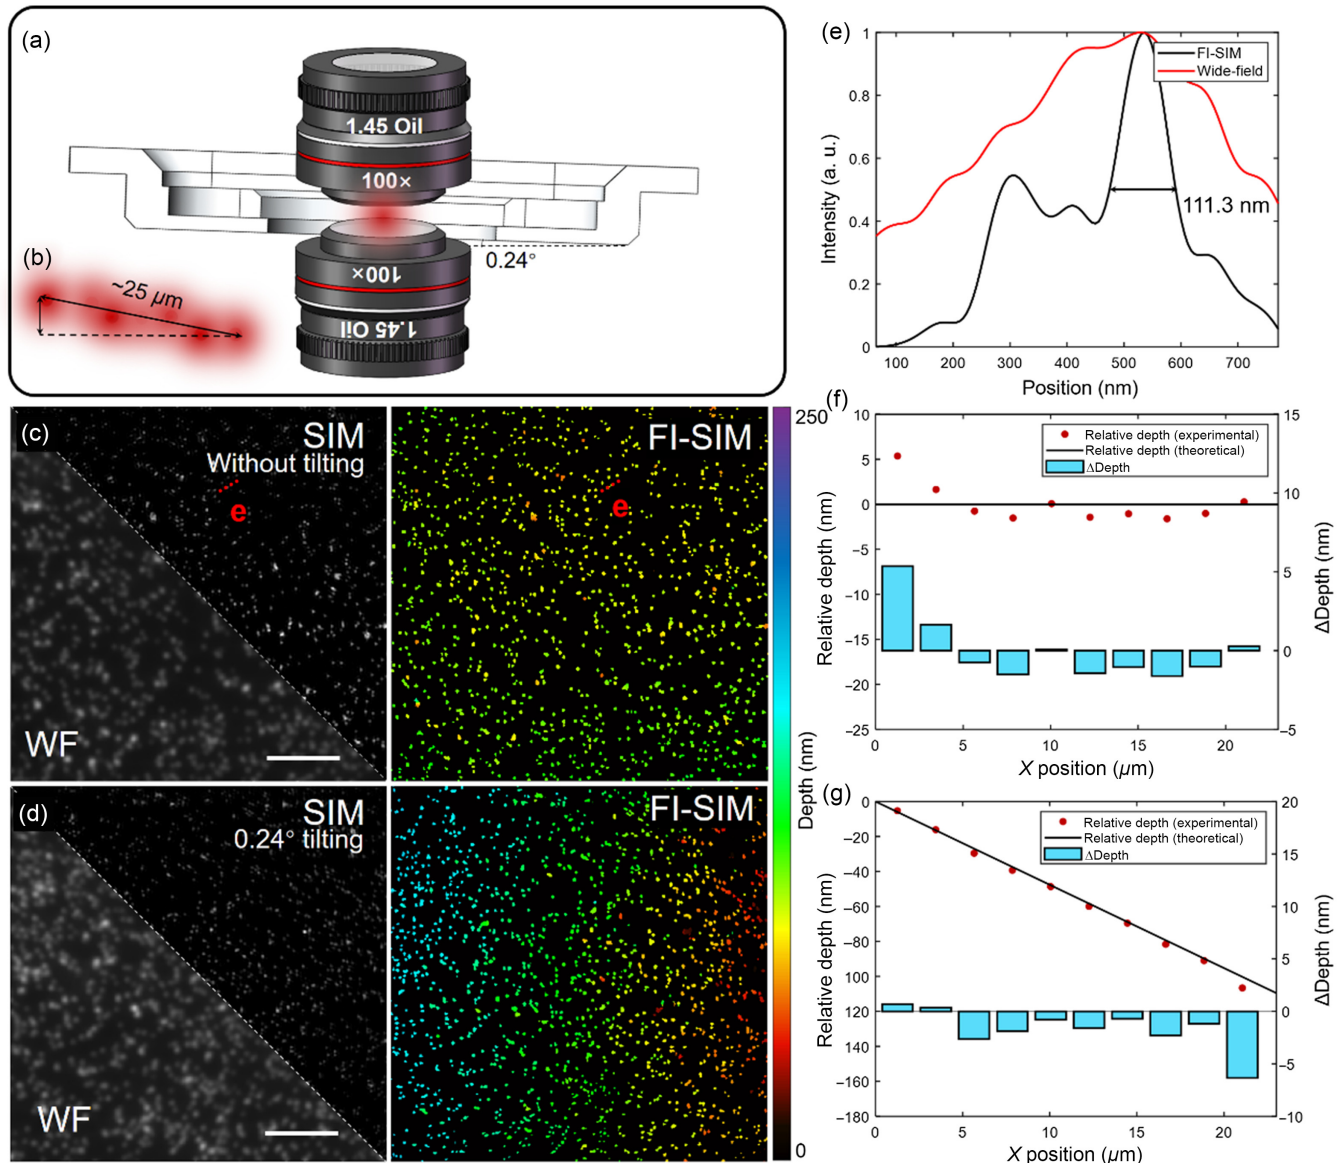 (a)
1.45 Oil
100×
100×
1.45 Oil
0.24°
(b)
~25 µm
(c)
SIM
Without tilting
e
WF
FI-SIM
e
(d)
SIM
0.24° tilting
WF
FI-SIM
250
Depth (nm)
0
(e)
FI-SIM
Wide-field
111.3 nm
1
0.8
0.6
0.4
0.2
0
Intensity (a. u.)
100 200 300 400 500 600 700
Position (nm)
(f)
Relative depth (experimental)
Relative depth (theoretical)
ΔDepth
10
5
0
−5
−10
−15
−20
−25
Relative depth (nm)
15
10
5
0
−5
ΔDepth (nm)
0 5 10 15 20
X position (µm)
(g)
Relative depth (experimental)
Relative depth (theoretical)
ΔDepth
0
−20
−40
−60
−80
100
120
140
−160
−180
Relative depth (nm)
20
15
10
5
0
−5
−10
ΔDepth (nm)
0 5 10 15 20
X position (µm)